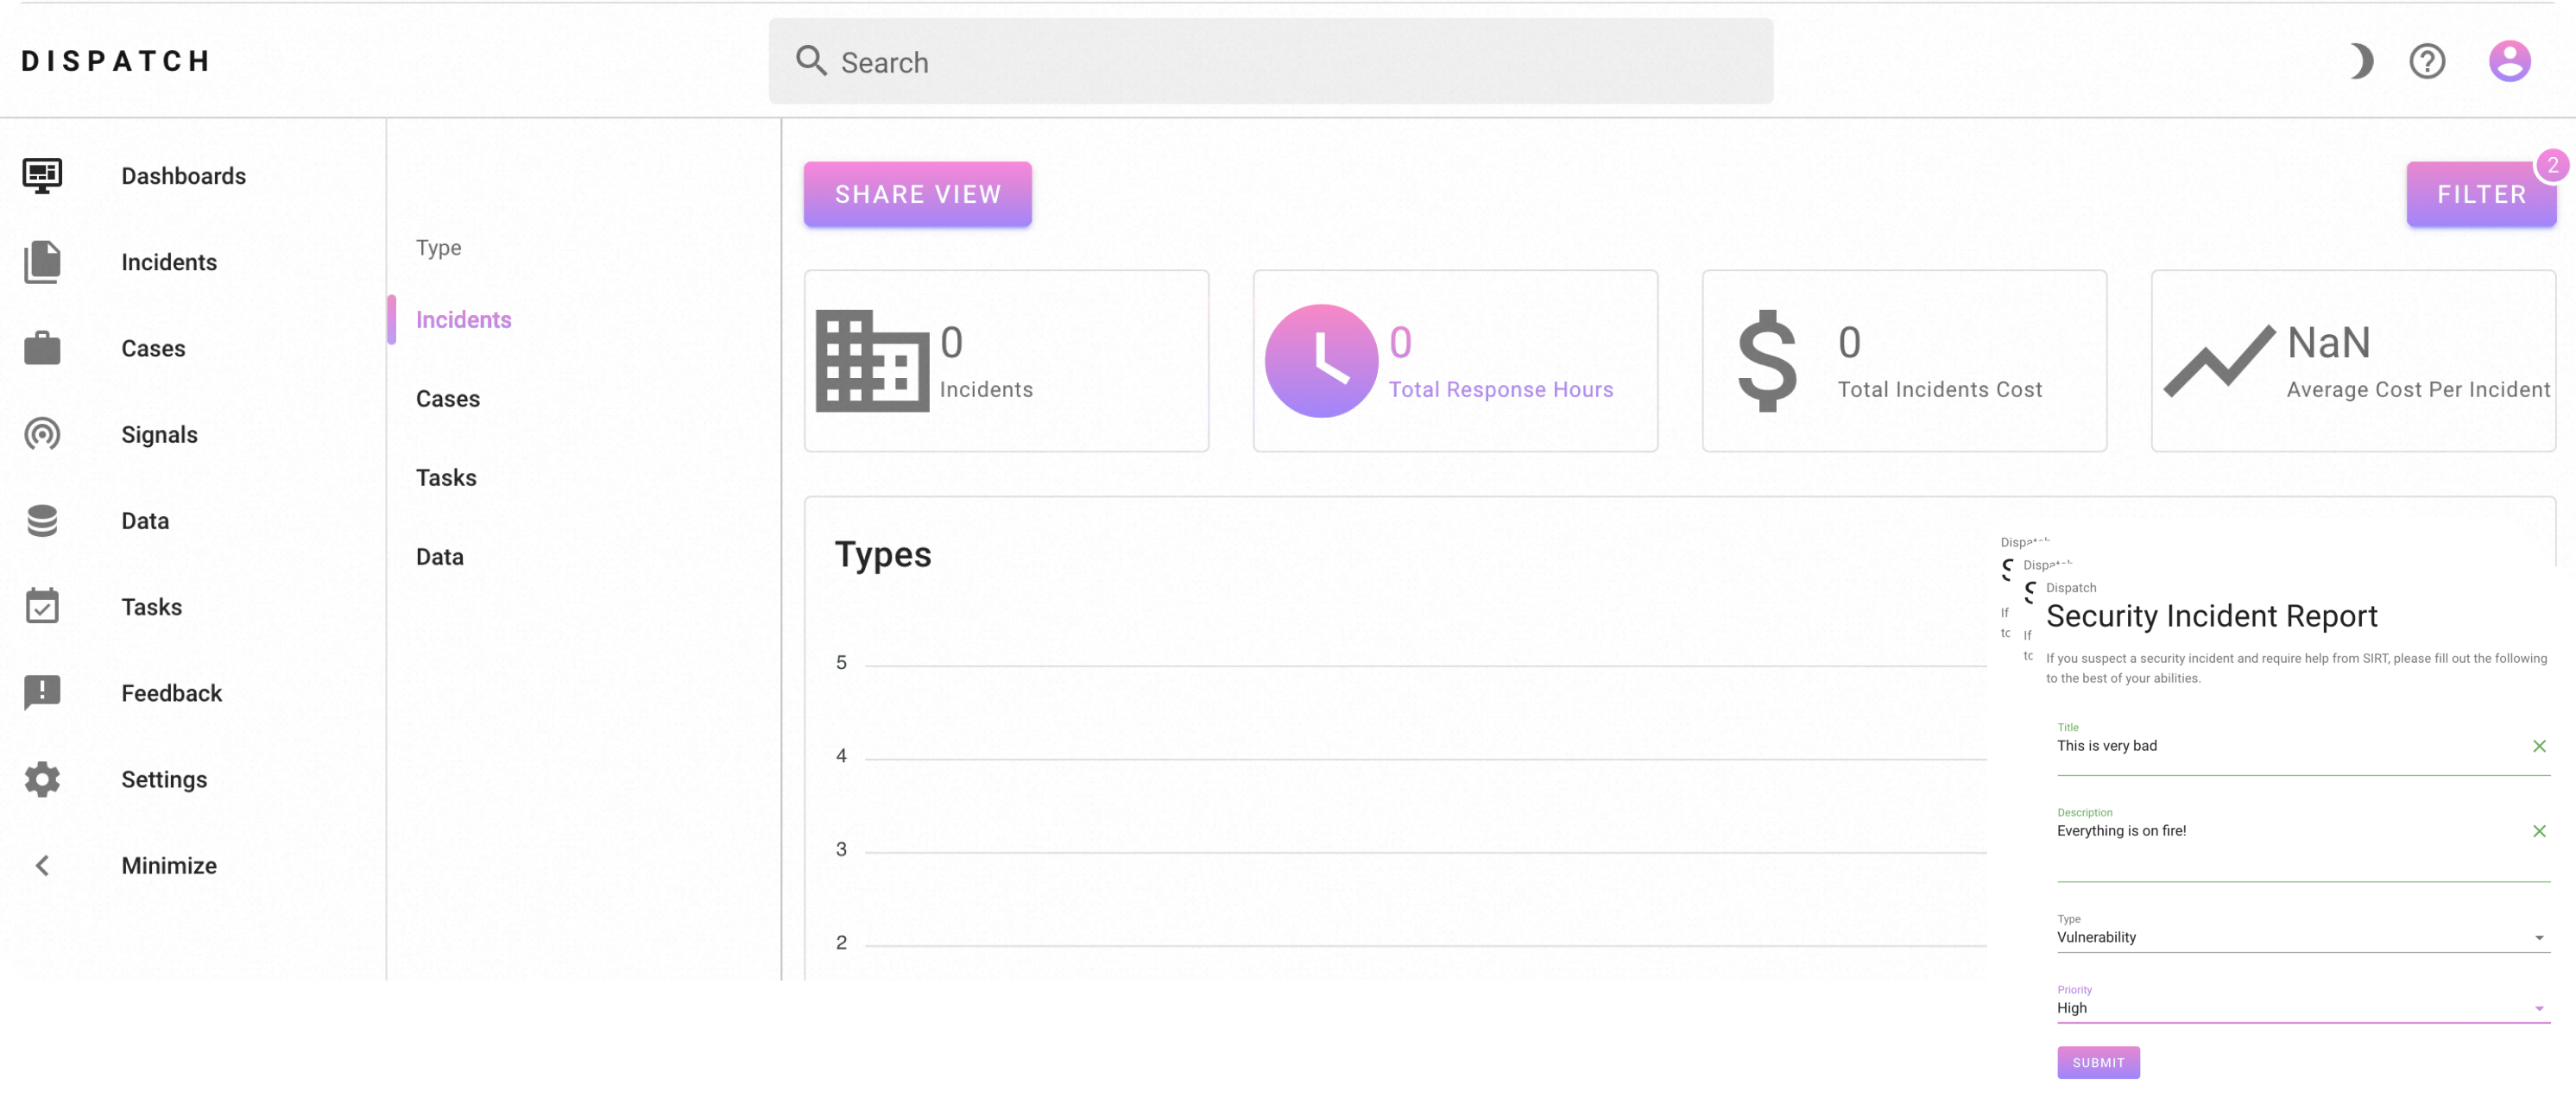 DISPATCH
Search
Dashboards
Incidents
Cases
Signals
Data
Tasks
Feedback
Settings
Minimize
Type
Incidents
Cases
Tasks
Data
SHARE VIEW
FILTER
2
0
Incidents
0
Total Response Hours
0
Total Incidents Cost
NaN
Average Cost Per Incident
Types
5
4
3
2
S
If
S
If
Dispatch
Security Incident Report
If you suspect a security incident and require help from SIRT, please fill out the following
to the best of your abilities.
Title
This is very bad
Description
Everything is on fire!
Type
Vulnerability
Priority
High
SUBMIT